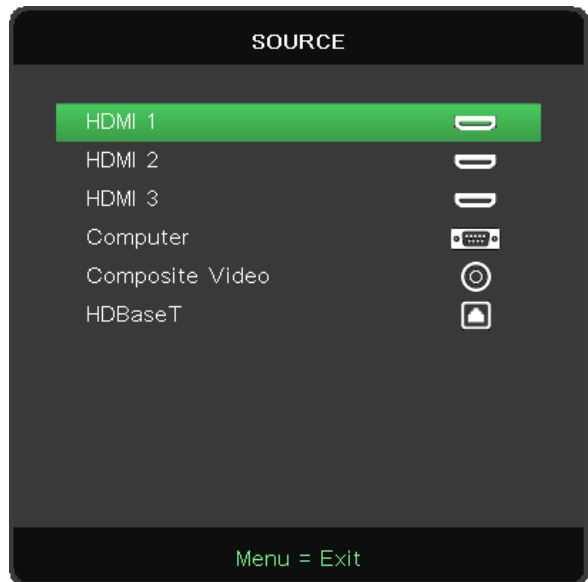 SOURCE
HDMI 1
HDMI 2
HDMI 3
Computer
Composite Video
HDBaseT
Menu = Exit